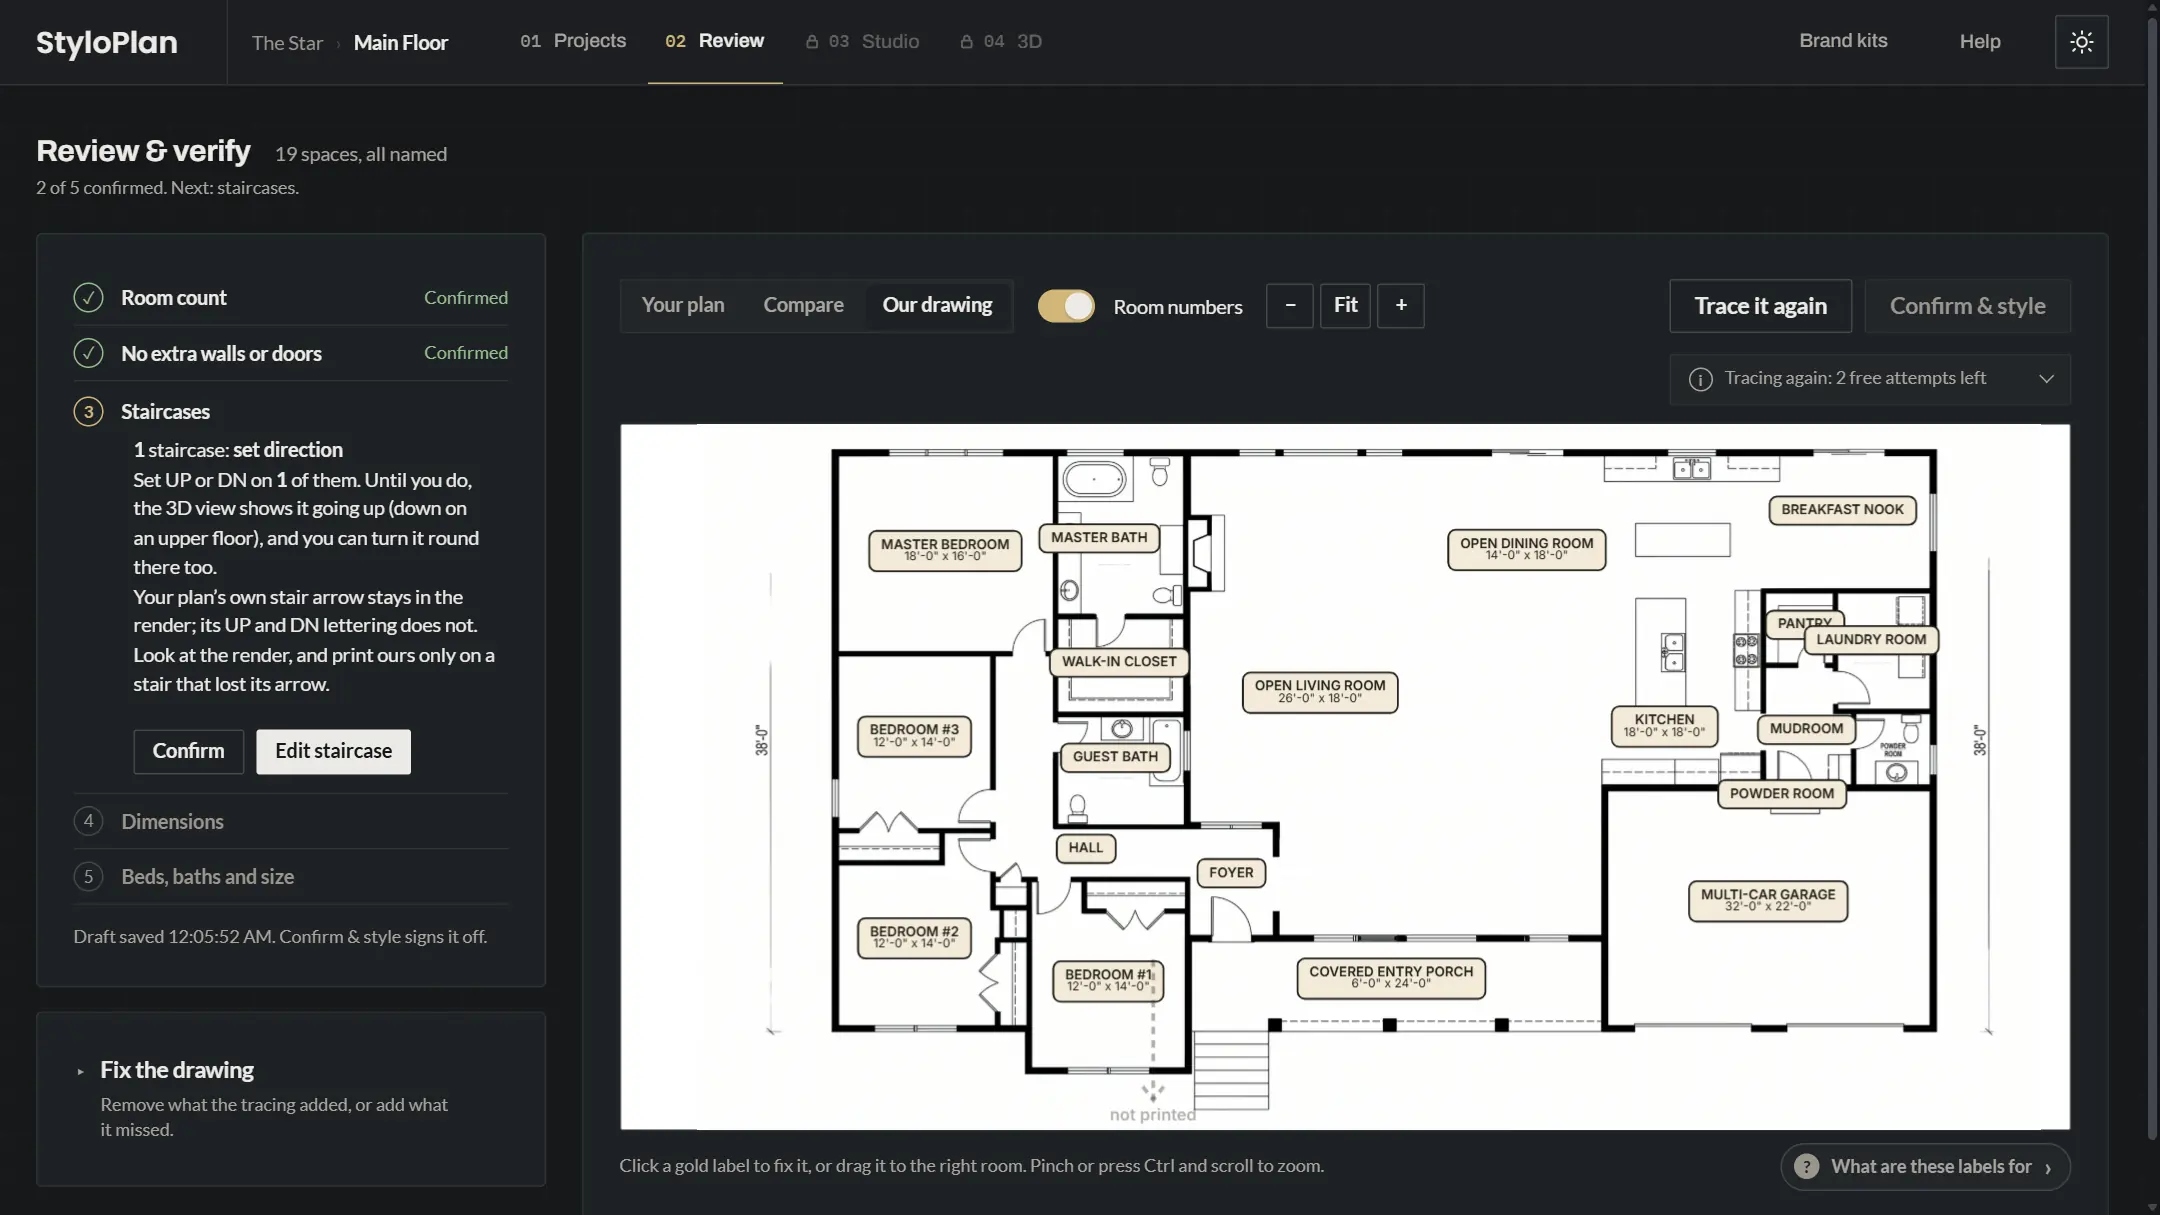 StyloPlan
The Star › Main Floor
01 Projects
02 Review
03 Studio
04 3D
Brand kits
Help
Review & verify
19 spaces, all named
2 of 5 confirmed. Next: staircases.
✓ Room count Confirmed
✓ No extra walls or doors Confirmed
3 Staircases
1 staircase: set direction
Set UP or DN on 1 of them. Until you do,
the 3D view shows it going up (down on
an upper floor), and you can turn it round
there too.
Your plan’s own stair arrow stays in the
render; its UP and DN lettering does not.
Look at the render, and print ours only on a
stair that lost its arrow.
Confirm
Edit staircase
4 Dimensions
5 Beds, baths and size
Draft saved 12:05:52 AM. Confirm & style signs it off.
Fix the drawing
Remove what the tracing added, or add what
it missed.
Your plan
Compare
Our drawing
Room numbers
−
Fit
+
Trace it again
Confirm & style
Tracing again: 2 free attempts left
BREAKFAST NOOK
MASTER BEDROOM
18'-0" x 16'-0"
MASTER BATH
OPEN DINING ROOM
14'-0" x 18'-0"
PANTRY
LAUNDRY ROOM
WALK-IN CLOSET
OPEN LIVING ROOM
26'-0" x 18'-0"
KITCHEN
18'-0" x 18'-0"
MUDROOM
BEDROOM #3
12'-0" x 14'-0"
38'-0"
38'-0"
GUEST BATH
POWDER
ROOM
POWDER ROOM
HALL
FOYER
MULTI-CAR GARAGE
32'-0" x 22'-0"
BEDROOM #2
12'-0" x 14'-0"
BEDROOM #1
12'-0" x 14'-0"
COVERED ENTRY PORCH
6'-0" x 24'-0"
not printed
Click a gold label to fix it, or drag it to the right room. Pinch or press Ctrl and scroll to zoom.
? What are these labels for ›